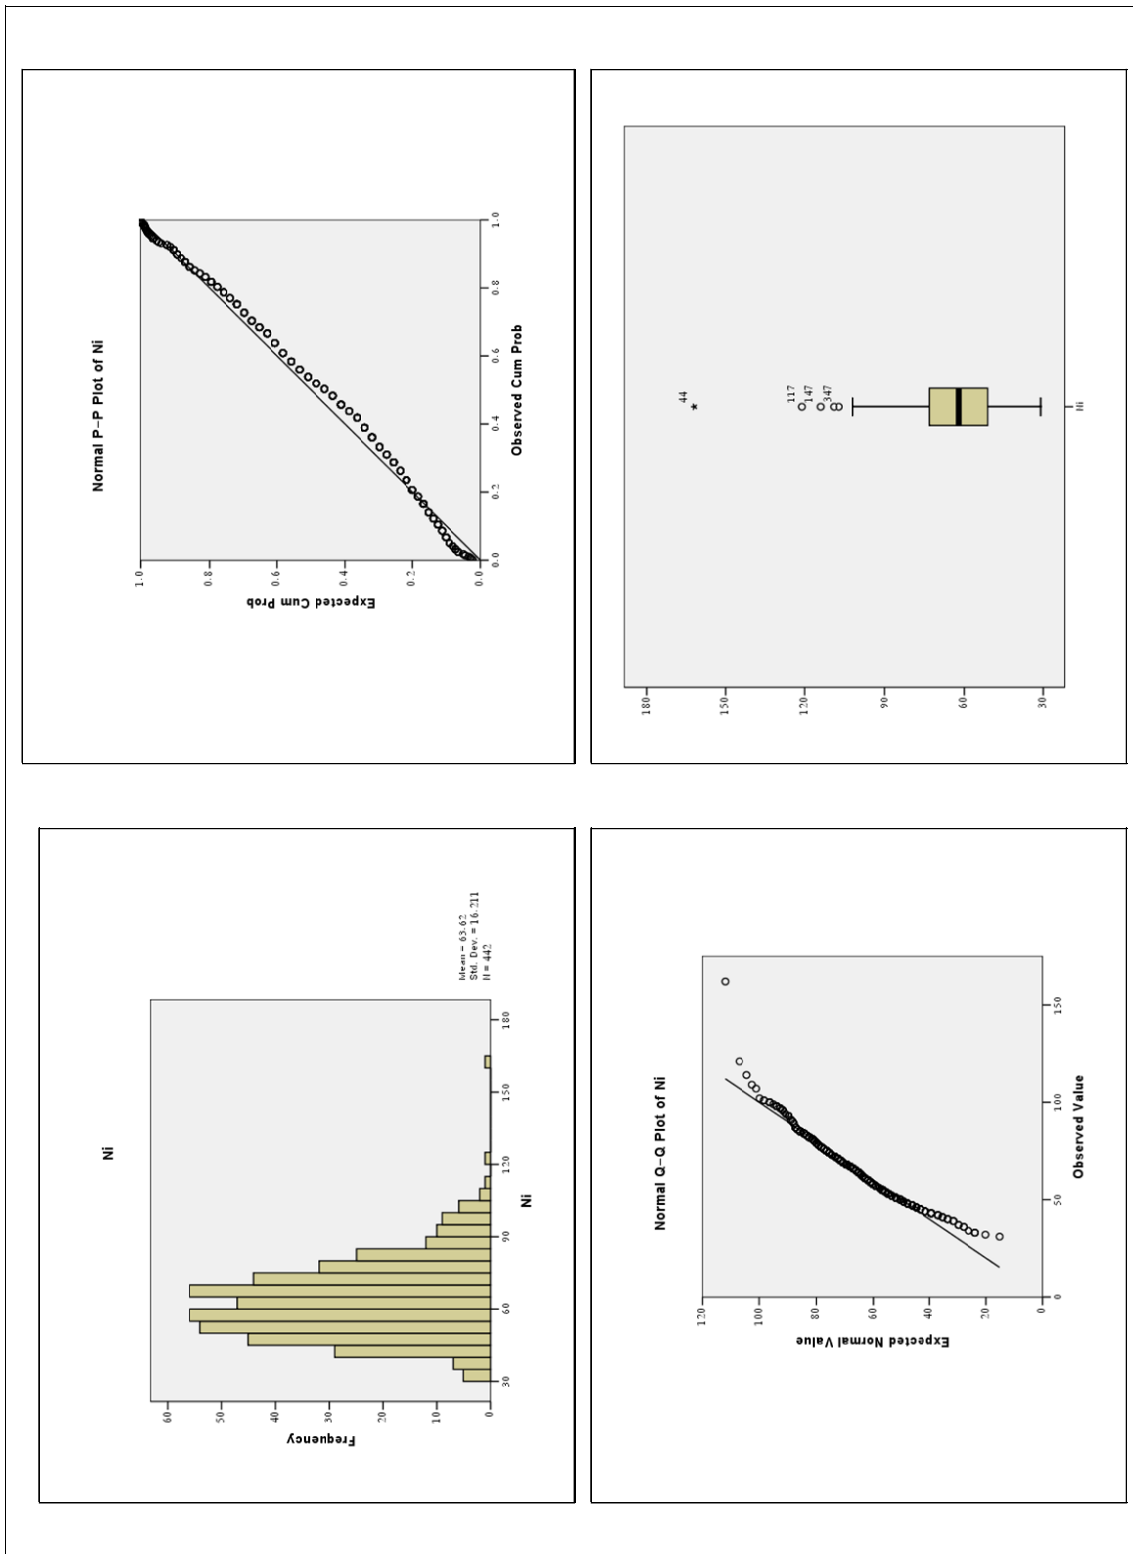 Ni
Frequency
60
50
40
30
20
10
0
30 60 90 120 150 180
Ni
Mean = 63.62
Std. Dev. = 16.211
N = 442
Normal P-P Plot of Ni
Expected Cum Prob
1.0
0.8
0.6
0.4
0.2
0.0
0.0 0.2 0.4 0.6 0.8 1.0
Observed Cum Prob
Normal Q-Q Plot of Ni
Expected Normal Value
120
100
80
60
40
20
0
0 50 100 150
Observed Value
180
150
120
90
60
30
44
117
147
347
Ni